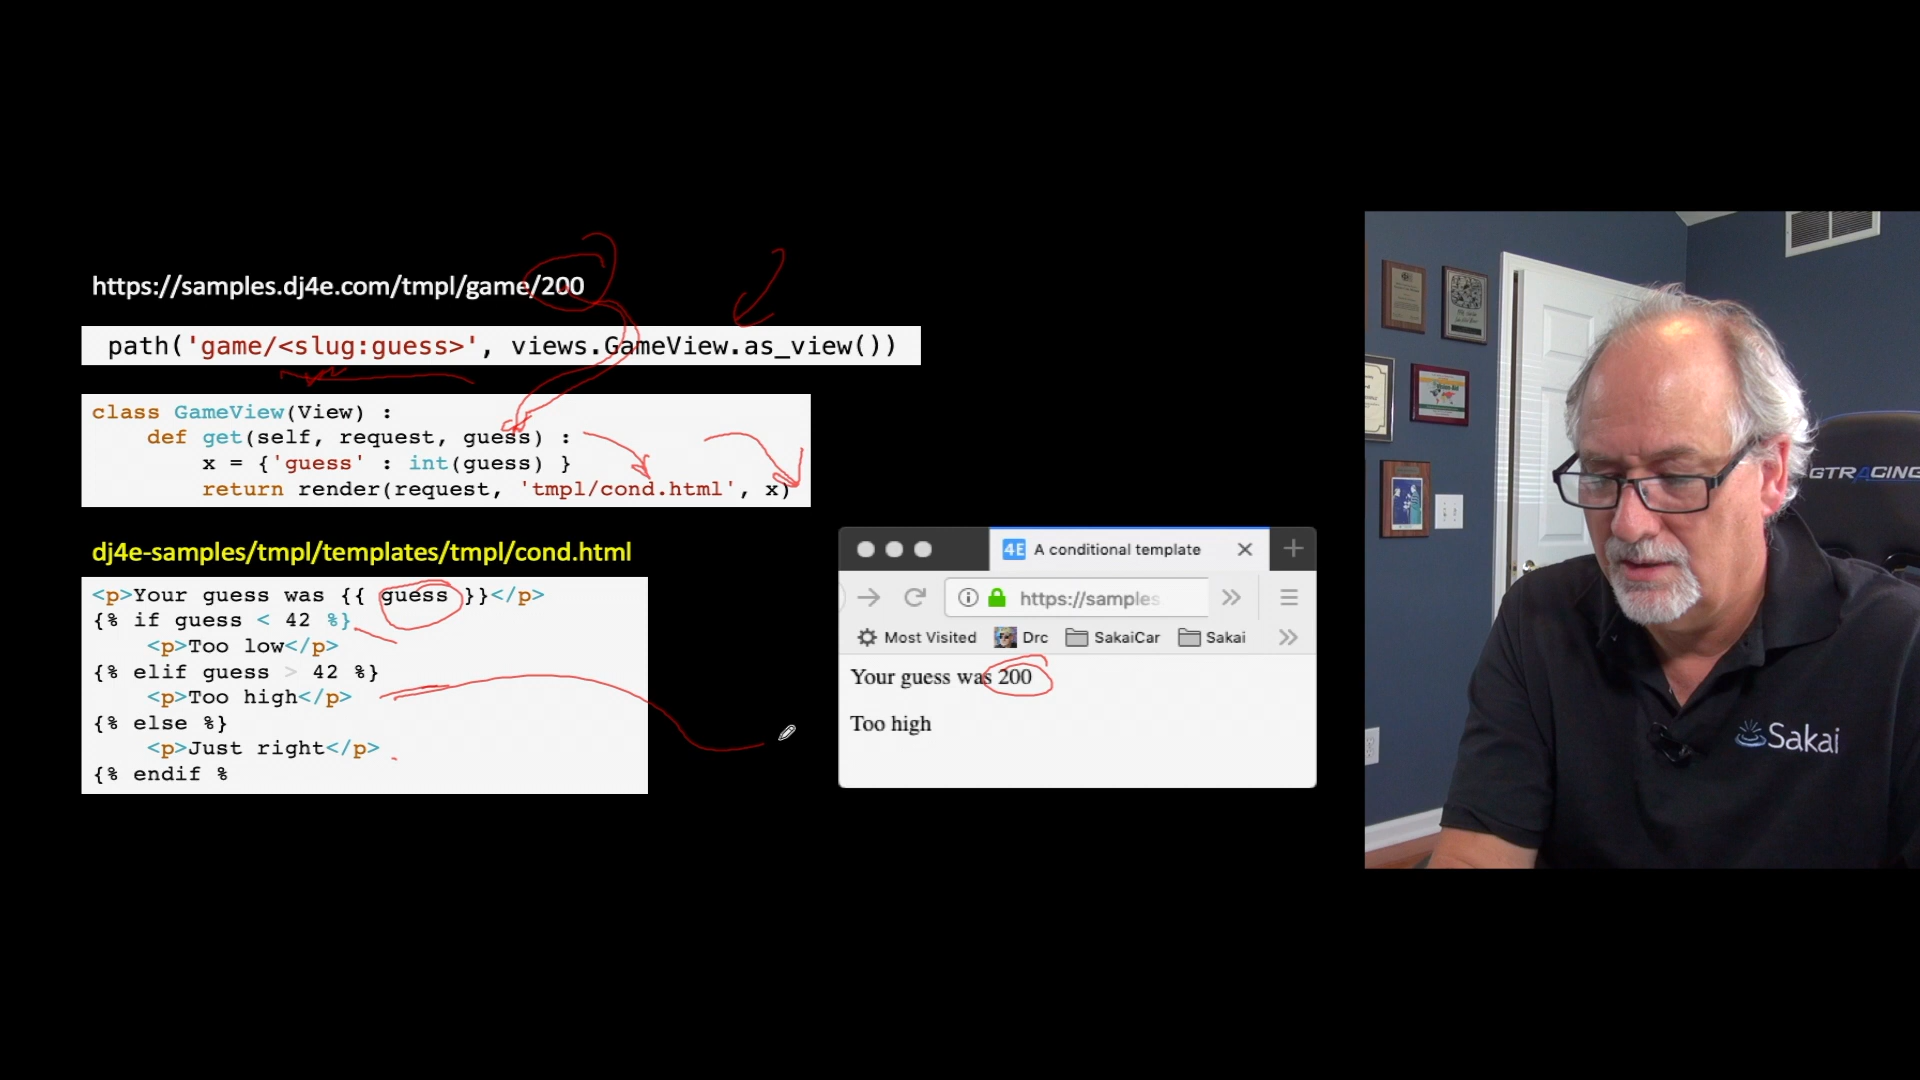 https://samples.dj4e.com/tmpl/game/200
path('game/<slug:guess>', views.GameView.as_view())
class GameView(View) :
def get(self, request, guess) :
x = {'guess' : int(guess) }
return render(request, 'tmpl/cond.html', x)
dj4e-samples/tmpl/templates/tmpl/cond.html
<p>Your guess was {{ guess }}</p>
{% if guess < 42 %}
<p>Too low</p>
{% elif guess > 42 %}
<p>Too high</p>
{% else %}
<p>Just right</p>
{% endif %
4E A conditional template
https://samples
Most Visited Drc SakaiCar Sakai
Your guess was 200
Too high
GTRACING
Sakai